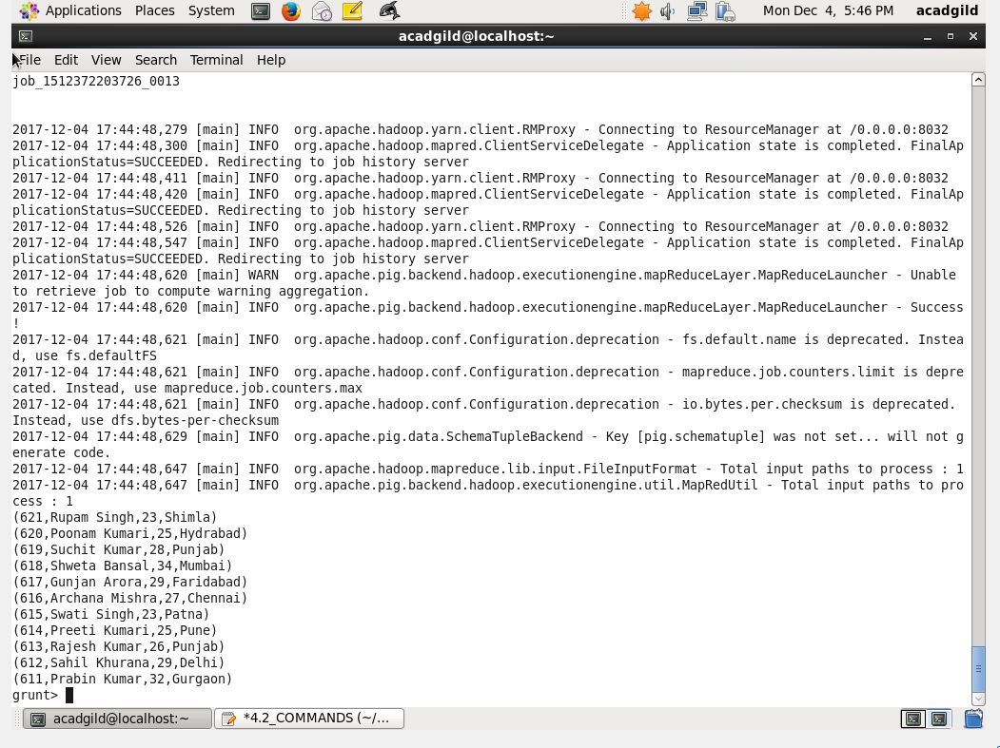 Applications Places System Mon Dec 4, 5:46 PM acadgild
acadgild@localhost:~
File Edit View Search Terminal Help
job_1512372203726_0013
2017-12-04 17:44:48,279 [main] INFO  org.apache.hadoop.yarn.client.RMProxy - Connecting to ResourceManager at /0.0.0.0:8032
2017-12-04 17:44:48,300 [main] INFO  org.apache.hadoop.mapred.ClientServiceDelegate - Application state is completed. FinalAp
plicationStatus=SUCCEEDED. Redirecting to job history server
2017-12-04 17:44:48,411 [main] INFO  org.apache.hadoop.yarn.client.RMProxy - Connecting to ResourceManager at /0.0.0.0:8032
2017-12-04 17:44:48,420 [main] INFO  org.apache.hadoop.mapred.ClientServiceDelegate - Application state is completed. FinalAp
plicationStatus=SUCCEEDED. Redirecting to job history server
2017-12-04 17:44:48,526 [main] INFO  org.apache.hadoop.yarn.client.RMProxy - Connecting to ResourceManager at /0.0.0.0:8032
2017-12-04 17:44:48,547 [main] INFO  org.apache.hadoop.mapred.ClientServiceDelegate - Application state is completed. FinalAp
plicationStatus=SUCCEEDED. Redirecting to job history server
2017-12-04 17:44:48,620 [main] WARN  org.apache.pig.backend.hadoop.executionengine.mapReduceLayer.MapReduceLauncher - Unable
to retrieve job to compute warning aggregation.
2017-12-04 17:44:48,620 [main] INFO  org.apache.pig.backend.hadoop.executionengine.mapReduceLayer.MapReduceLauncher - Success
!
2017-12-04 17:44:48,621 [main] INFO  org.apache.hadoop.conf.Configuration.deprecation - fs.default.name is deprecated. Instea
d, use fs.defaultFS
2017-12-04 17:44:48,621 [main] INFO  org.apache.hadoop.conf.Configuration.deprecation - mapreduce.job.counters.limit is depre
cated. Instead, use mapreduce.job.counters.max
2017-12-04 17:44:48,621 [main] INFO  org.apache.hadoop.conf.Configuration.deprecation - io.bytes.per.checksum is deprecated.
Instead, use dfs.bytes-per-checksum
2017-12-04 17:44:48,629 [main] INFO  org.apache.pig.data.SchemaTupleBackend - Key [pig.schematuple] was not set... will not g
enerate code.
2017-12-04 17:44:48,647 [main] INFO  org.apache.hadoop.mapreduce.lib.input.FileInputFormat - Total input paths to process : 1
2017-12-04 17:44:48,647 [main] INFO  org.apache.pig.backend.hadoop.executionengine.util.MapRedUtil - Total input paths to pro
cess : 1
(621,Rupam Singh,23,Shimla)
(620,Poonam Kumari,25,Hydrabad)
(619,Suchit Kumar,28,Punjab)
(618,Shweta Bansal,34,Mumbai)
(617,Gunjan Arora,29,Faridabad)
(616,Archana Mishra,27,Chennai)
(615,Swati Singh,23,Patna)
(614,Preeti Kumari,25,Pune)
(613,Rajesh Kumar,26,Punjab)
(612,Sahil Khurana,29,Delhi)
(611,Prabin Kumar,32,Gurgaon)
grunt>
acadgild@localhost:~ *4.2_COMMANDS (~/...